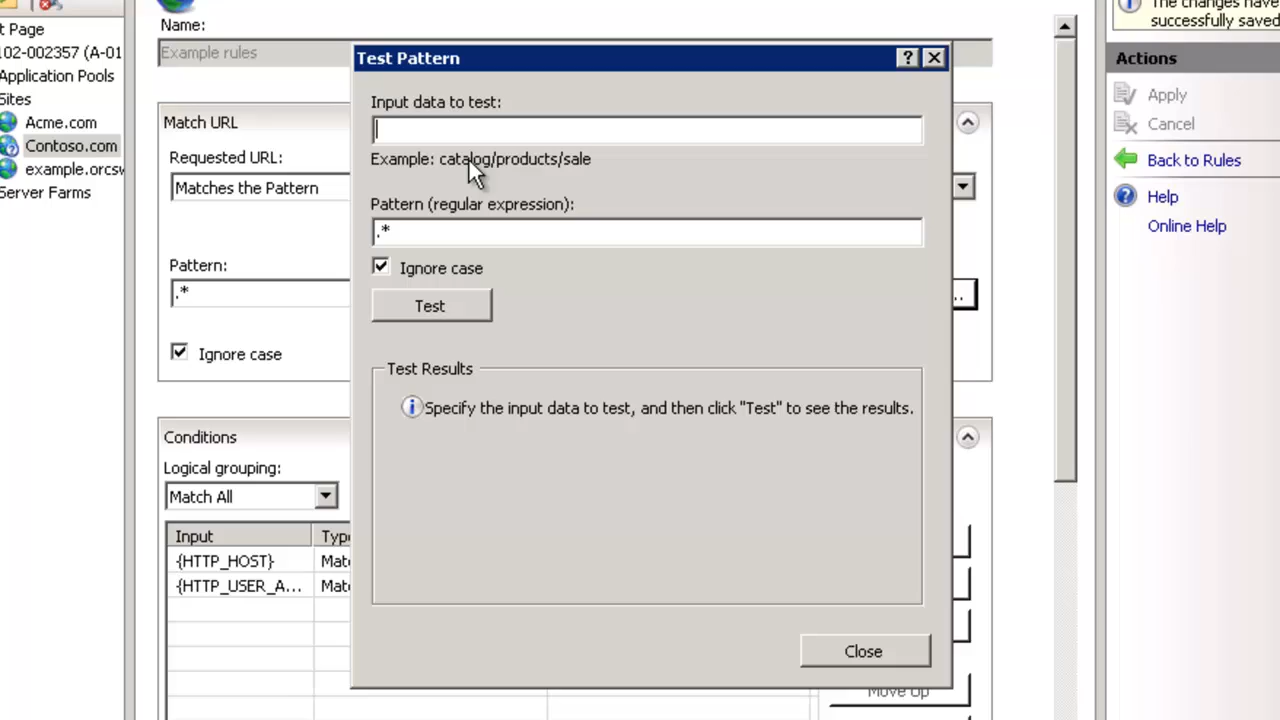 t Page
102-002357 (A-01
Application Pools
Sites
Acme.com
Contoso.com
example.orcsw
Server Farms
Name:
Example rules
Match URL
Requested URL:
Matches the Pattern
Pattern:
.*
Ignore case
Conditions
Logical grouping:
Match All
Input
Type
{HTTP_HOST}
Mat
{HTTP_USER_A...
Mat
Move Up
Test Pattern
Input data to test:
Example: catalog/products/sale
Pattern (regular expression):
.*
Ignore case
Test
Test Results
Specify the input data to test, and then click "Test" to see the results.
Close
The changes have
successfully saved
Actions
Apply
Cancel
Back to Rules
Help
Online Help